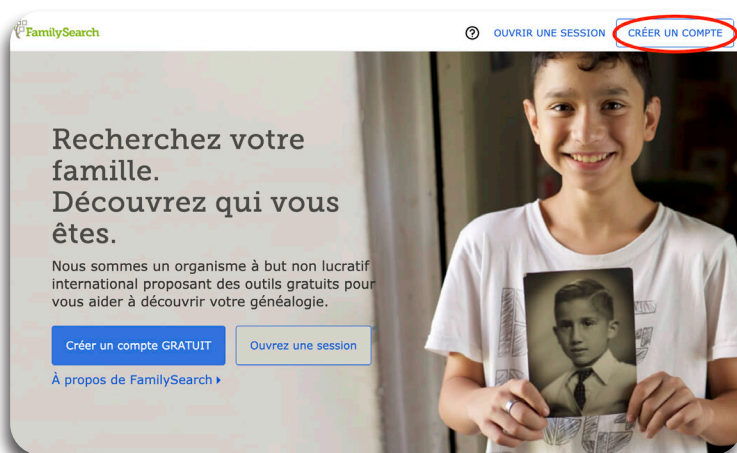 FamilySearch
? OUVRIR UNE SESSION CRÉER UN COMPTE
Recherchez votre
famille.
Découvrez qui vous
êtes.
Nous sommes un organisme à but non lucratif
international proposant des outils gratuits pour
vous aider à découvrir votre généalogie.
Créer un compte GRATUIT Ouvrez une session
À propos de FamilySearch